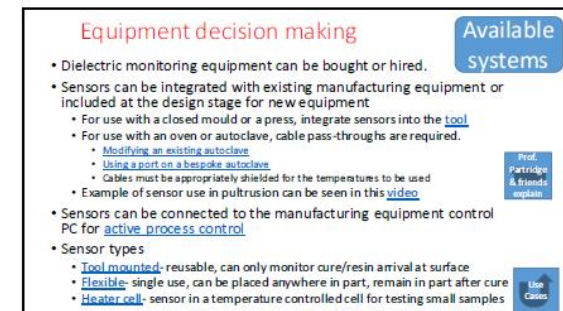 Equipment decision making
Available
systems
• Dielectric monitoring equipment can be bought or hired.
• Sensors can be integrated with existing manufacturing equipment or
included at the design stage for new equipment
• For use with a closed mould or a press, integrate sensors into the tool
• For use with an oven or autoclave, cable pass-throughs are required.
• Modifying an existing autoclave
• Using a port on a bespoke autoclave
• Cables must be appropriately shielded for the temperatures to be used
• Example of sensor use in pultrusion can be seen in this video
Prof.
Partridge
& friends
explain
• Sensors can be connected to the manufacturing equipment control
PC for active process control
• Sensor types
• Tool mounted- reusable, can only monitor cure/resin arrival at surface
• Flexible- single use, can be placed anywhere in part, remain in part after cure
• Heater cell- sensor in a temperature controlled cell for testing small samples
Use
Cases